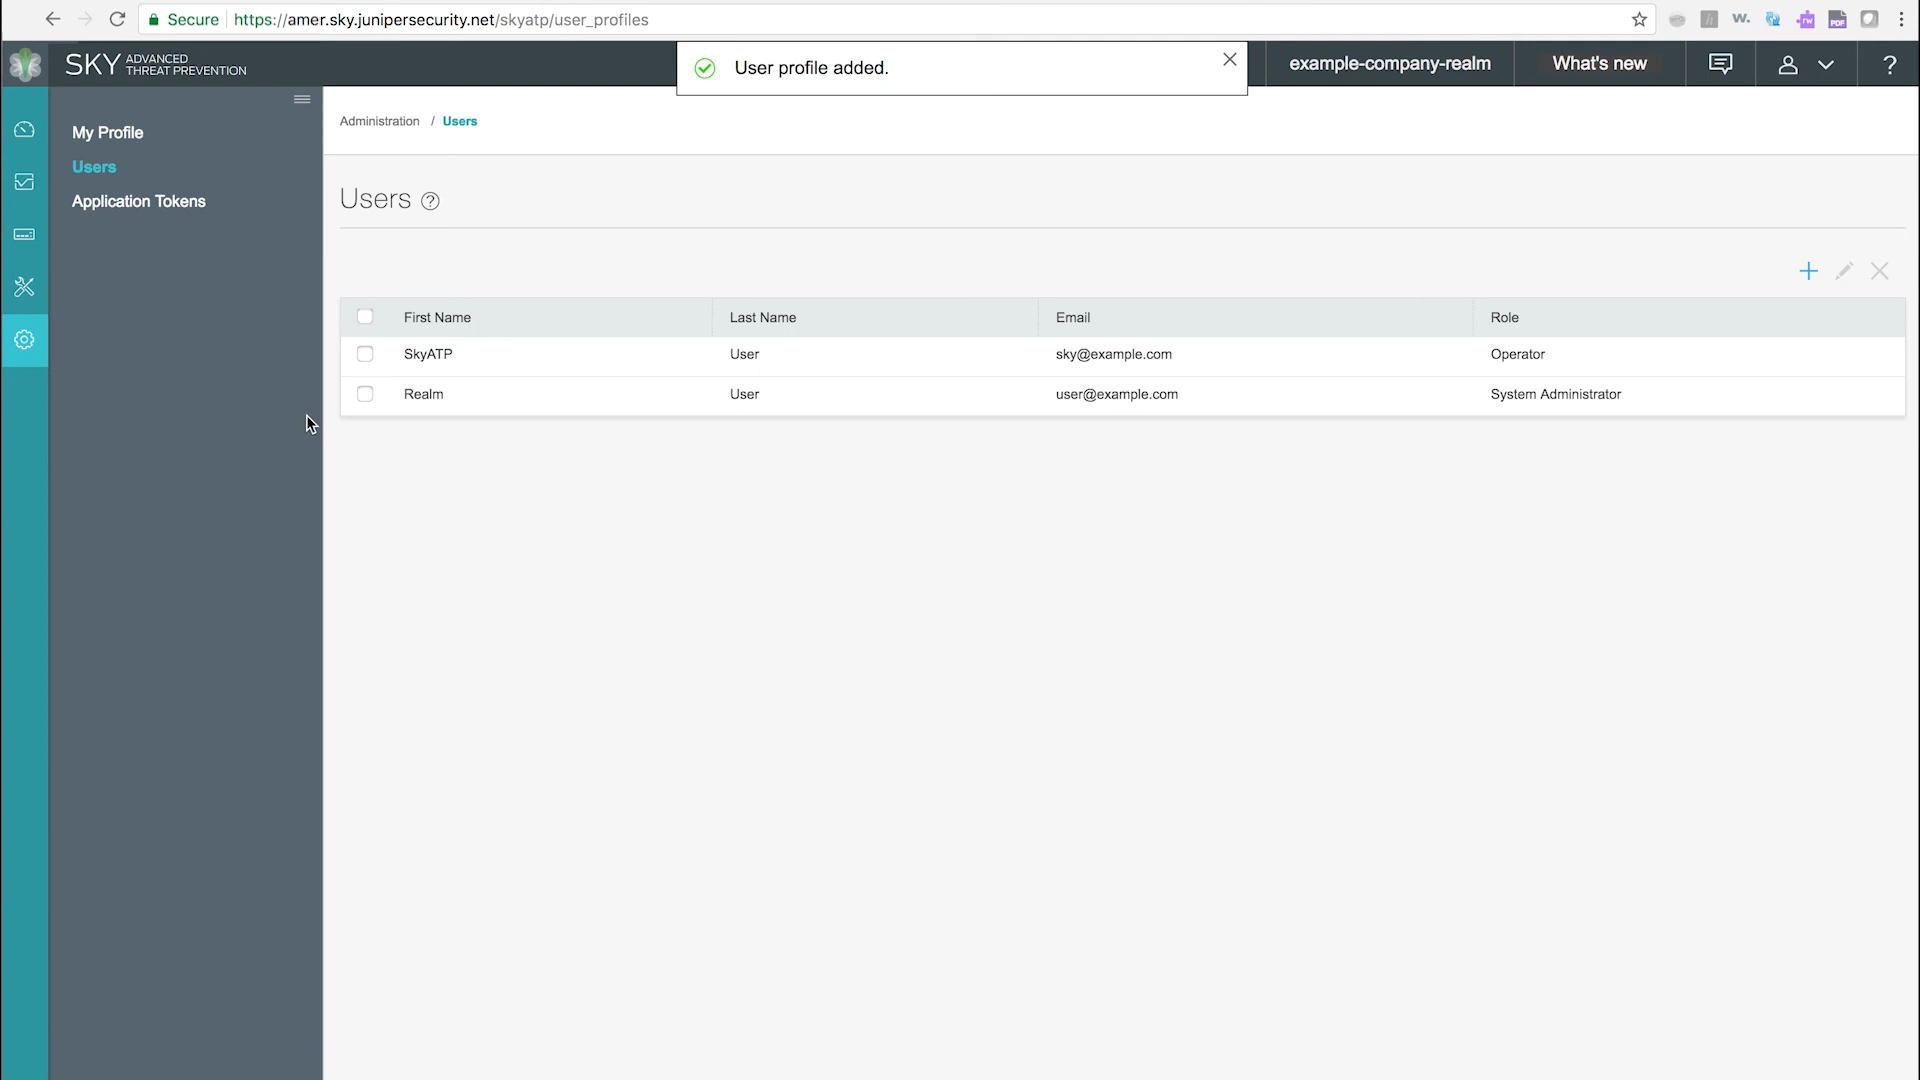 Secure https://amer.sky.junipersecurity.net/skyatp/user_profiles
SKY ADVANCED THREAT PREVENTION
User profile added.
example-company-realm
What's new
?
My Profile
Users
Application Tokens
Administration / Users
Users ?
First Name Last Name Email Role
SkyATP User sky@example.com Operator
Realm User user@example.com System Administrator